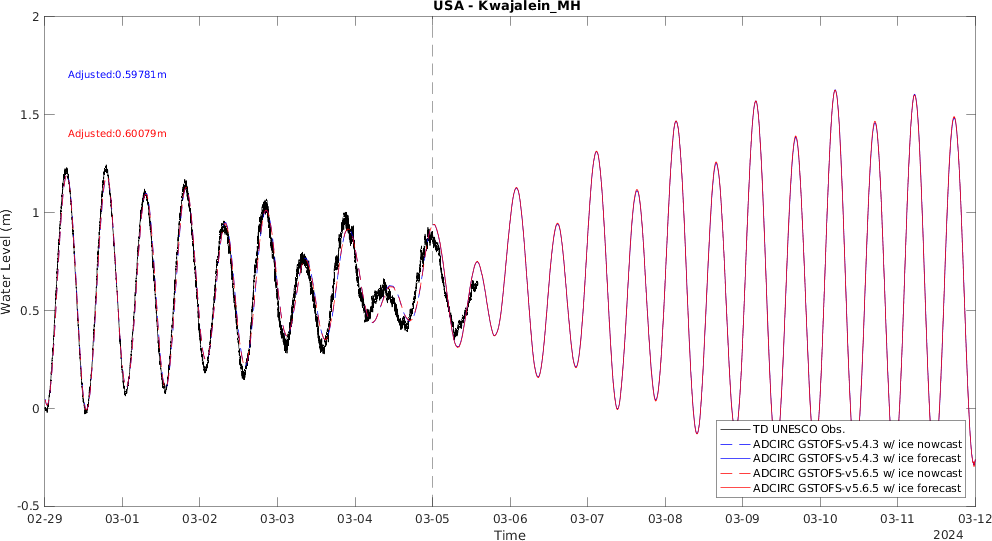 USA - Kwajalein_MH
2
1.5
1
0.5
0
-0.5
Water Level (m)
Adjusted:0.59781m
Adjusted:0.60079m
TD UNESCO Obs.
ADCIRC GSTOFS-v5.4.3 w/ ice nowcast
ADCIRC GSTOFS-v5.4.3 w/ ice forecast
ADCIRC GSTOFS-v5.6.5 w/ ice nowcast
ADCIRC GSTOFS-v5.6.5 w/ ice forecast
02-29 03-01 03-02 03-03 03-04 03-05 03-06 03-07 03-08 03-09 03-10 03-11 03-12
Time
2024